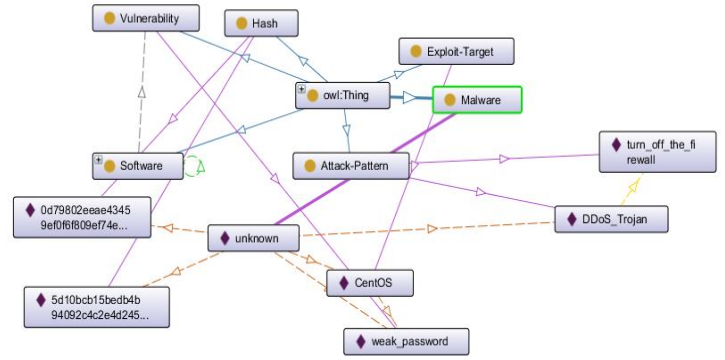 Vulnerability
Hash
Exploit-Target
owl:Thing
Malware
Software
Attack-Pattern
turn_off_the_fi
rewall
0d79802eeae4345
9ef0f6f809ef74e...
unknown
DDoS_Trojan
CentOS
5d10bcb15bedb4b
94092c4c2e4d245...
weak_password